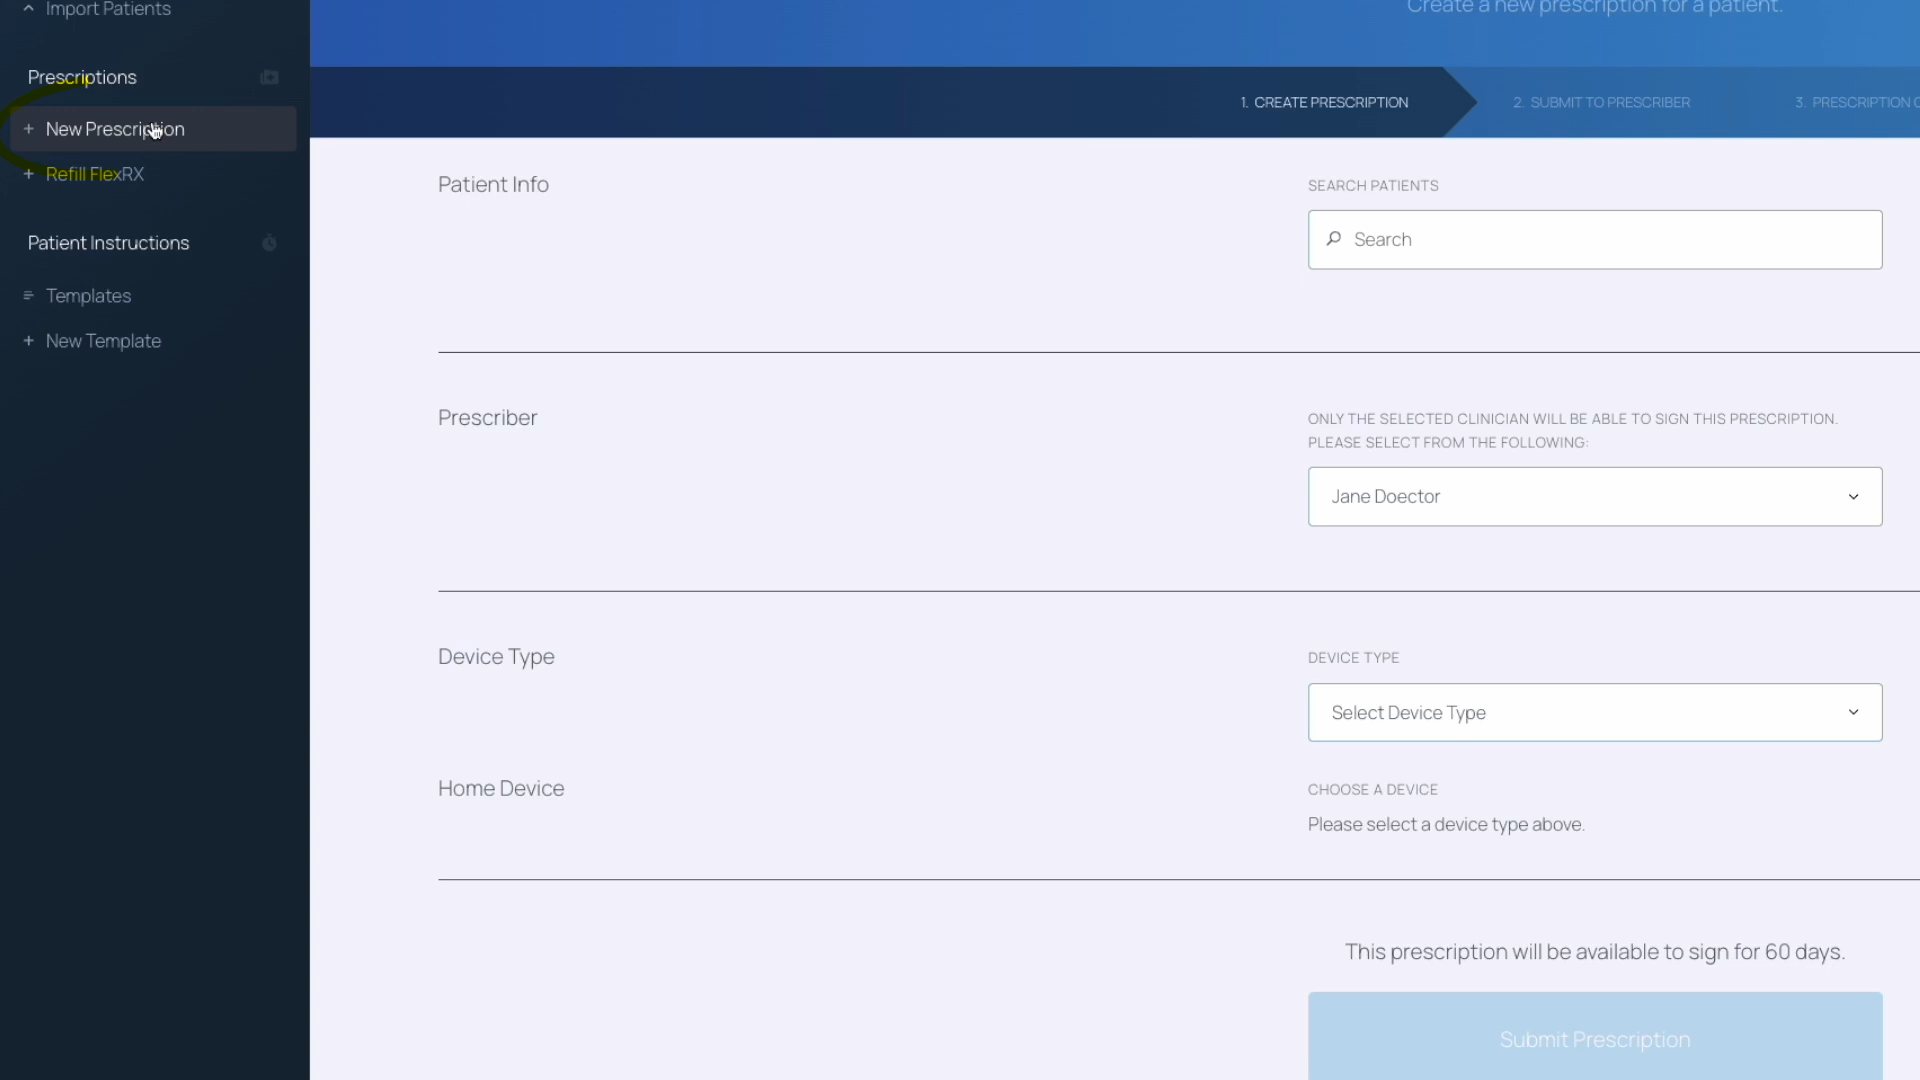 Import Patients
Prescriptions
New Prescription
Refill FlexRX
Patient Instructions
Templates
New Template
Create a new prescription for a patient.
1. CREATE PRESCRIPTION
2. SUBMIT TO PRESCRIBER
3. PRESCRIPTION
Patient Info
SEARCH PATIENTS
Search
Prescriber
ONLY THE SELECTED CLINICIAN WILL BE ABLE TO SIGN THIS PRESCRIPTION.
PLEASE SELECT FROM THE FOLLOWING:
Jane Doector
Device Type
DEVICE TYPE
Select Device Type
Home Device
CHOOSE A DEVICE
Please select a device type above.
This prescription will be available to sign for 60 days.
Submit Prescription